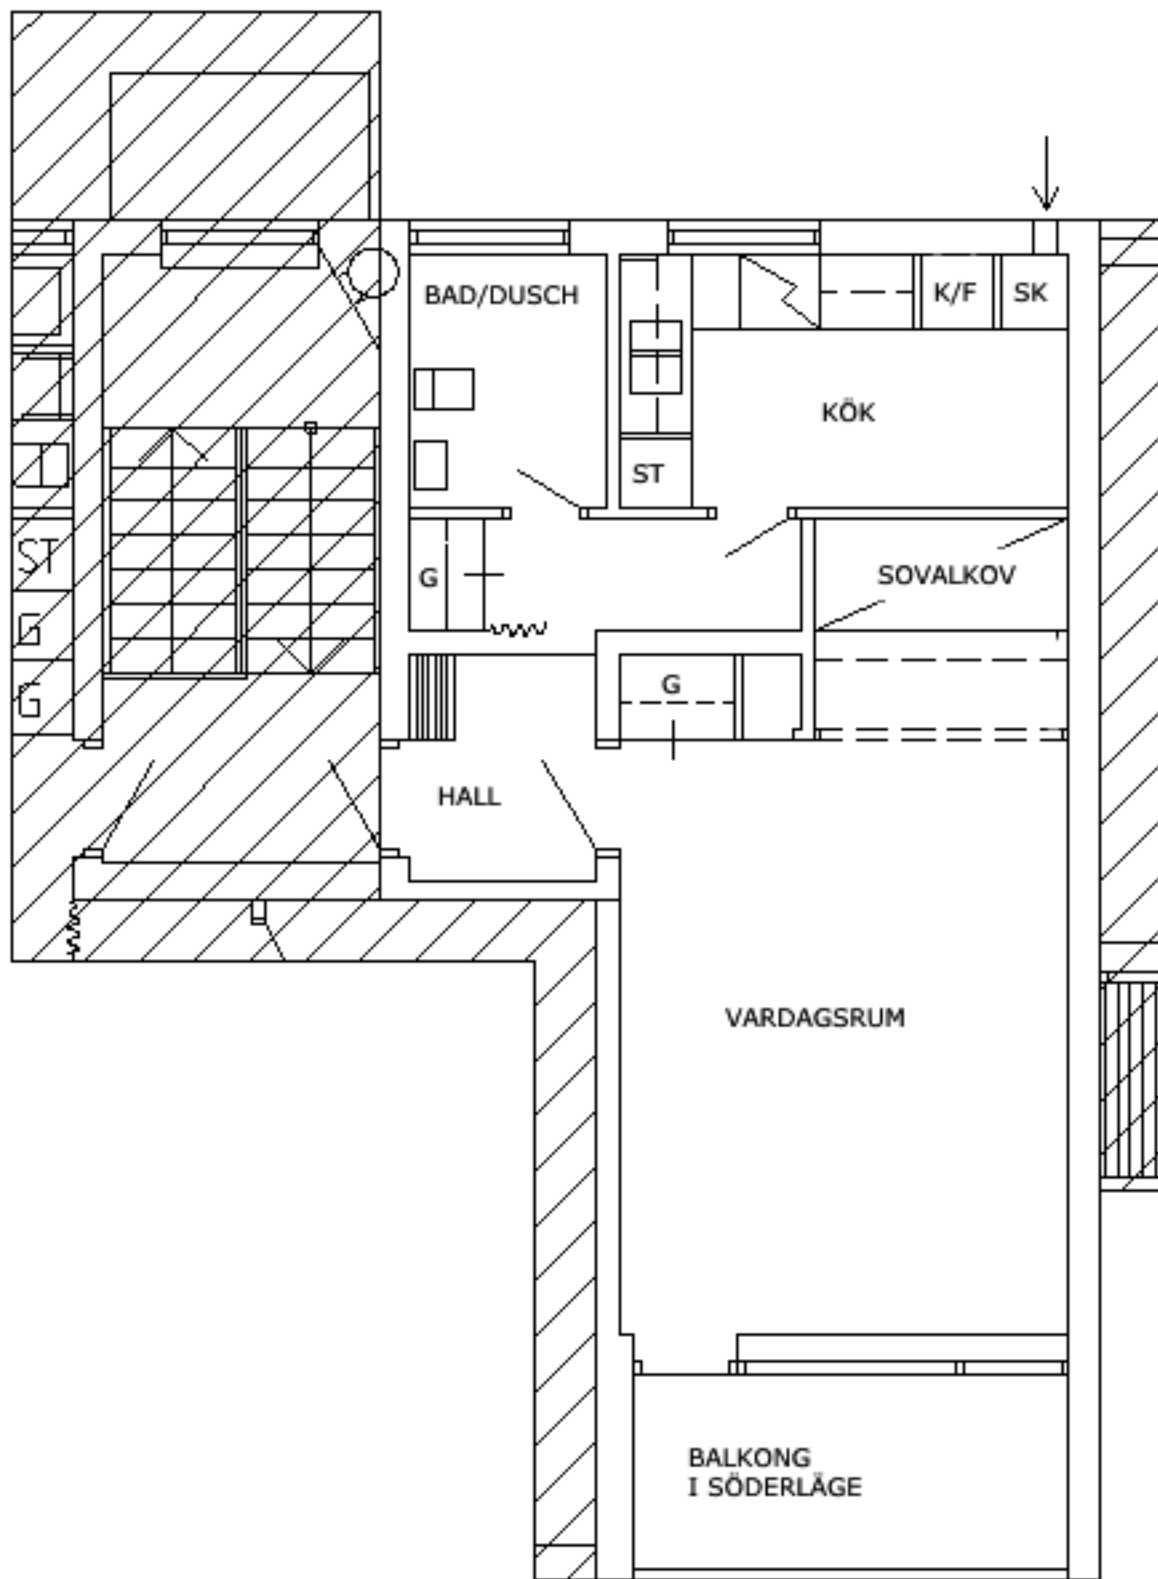 BAD/DUSCH
K/F
SK
KÖK
ST
ST
G
SOVALKOV
G
G
G
HALL
VARDAGSRUM
BALKONG
I SÖDERLÄGE